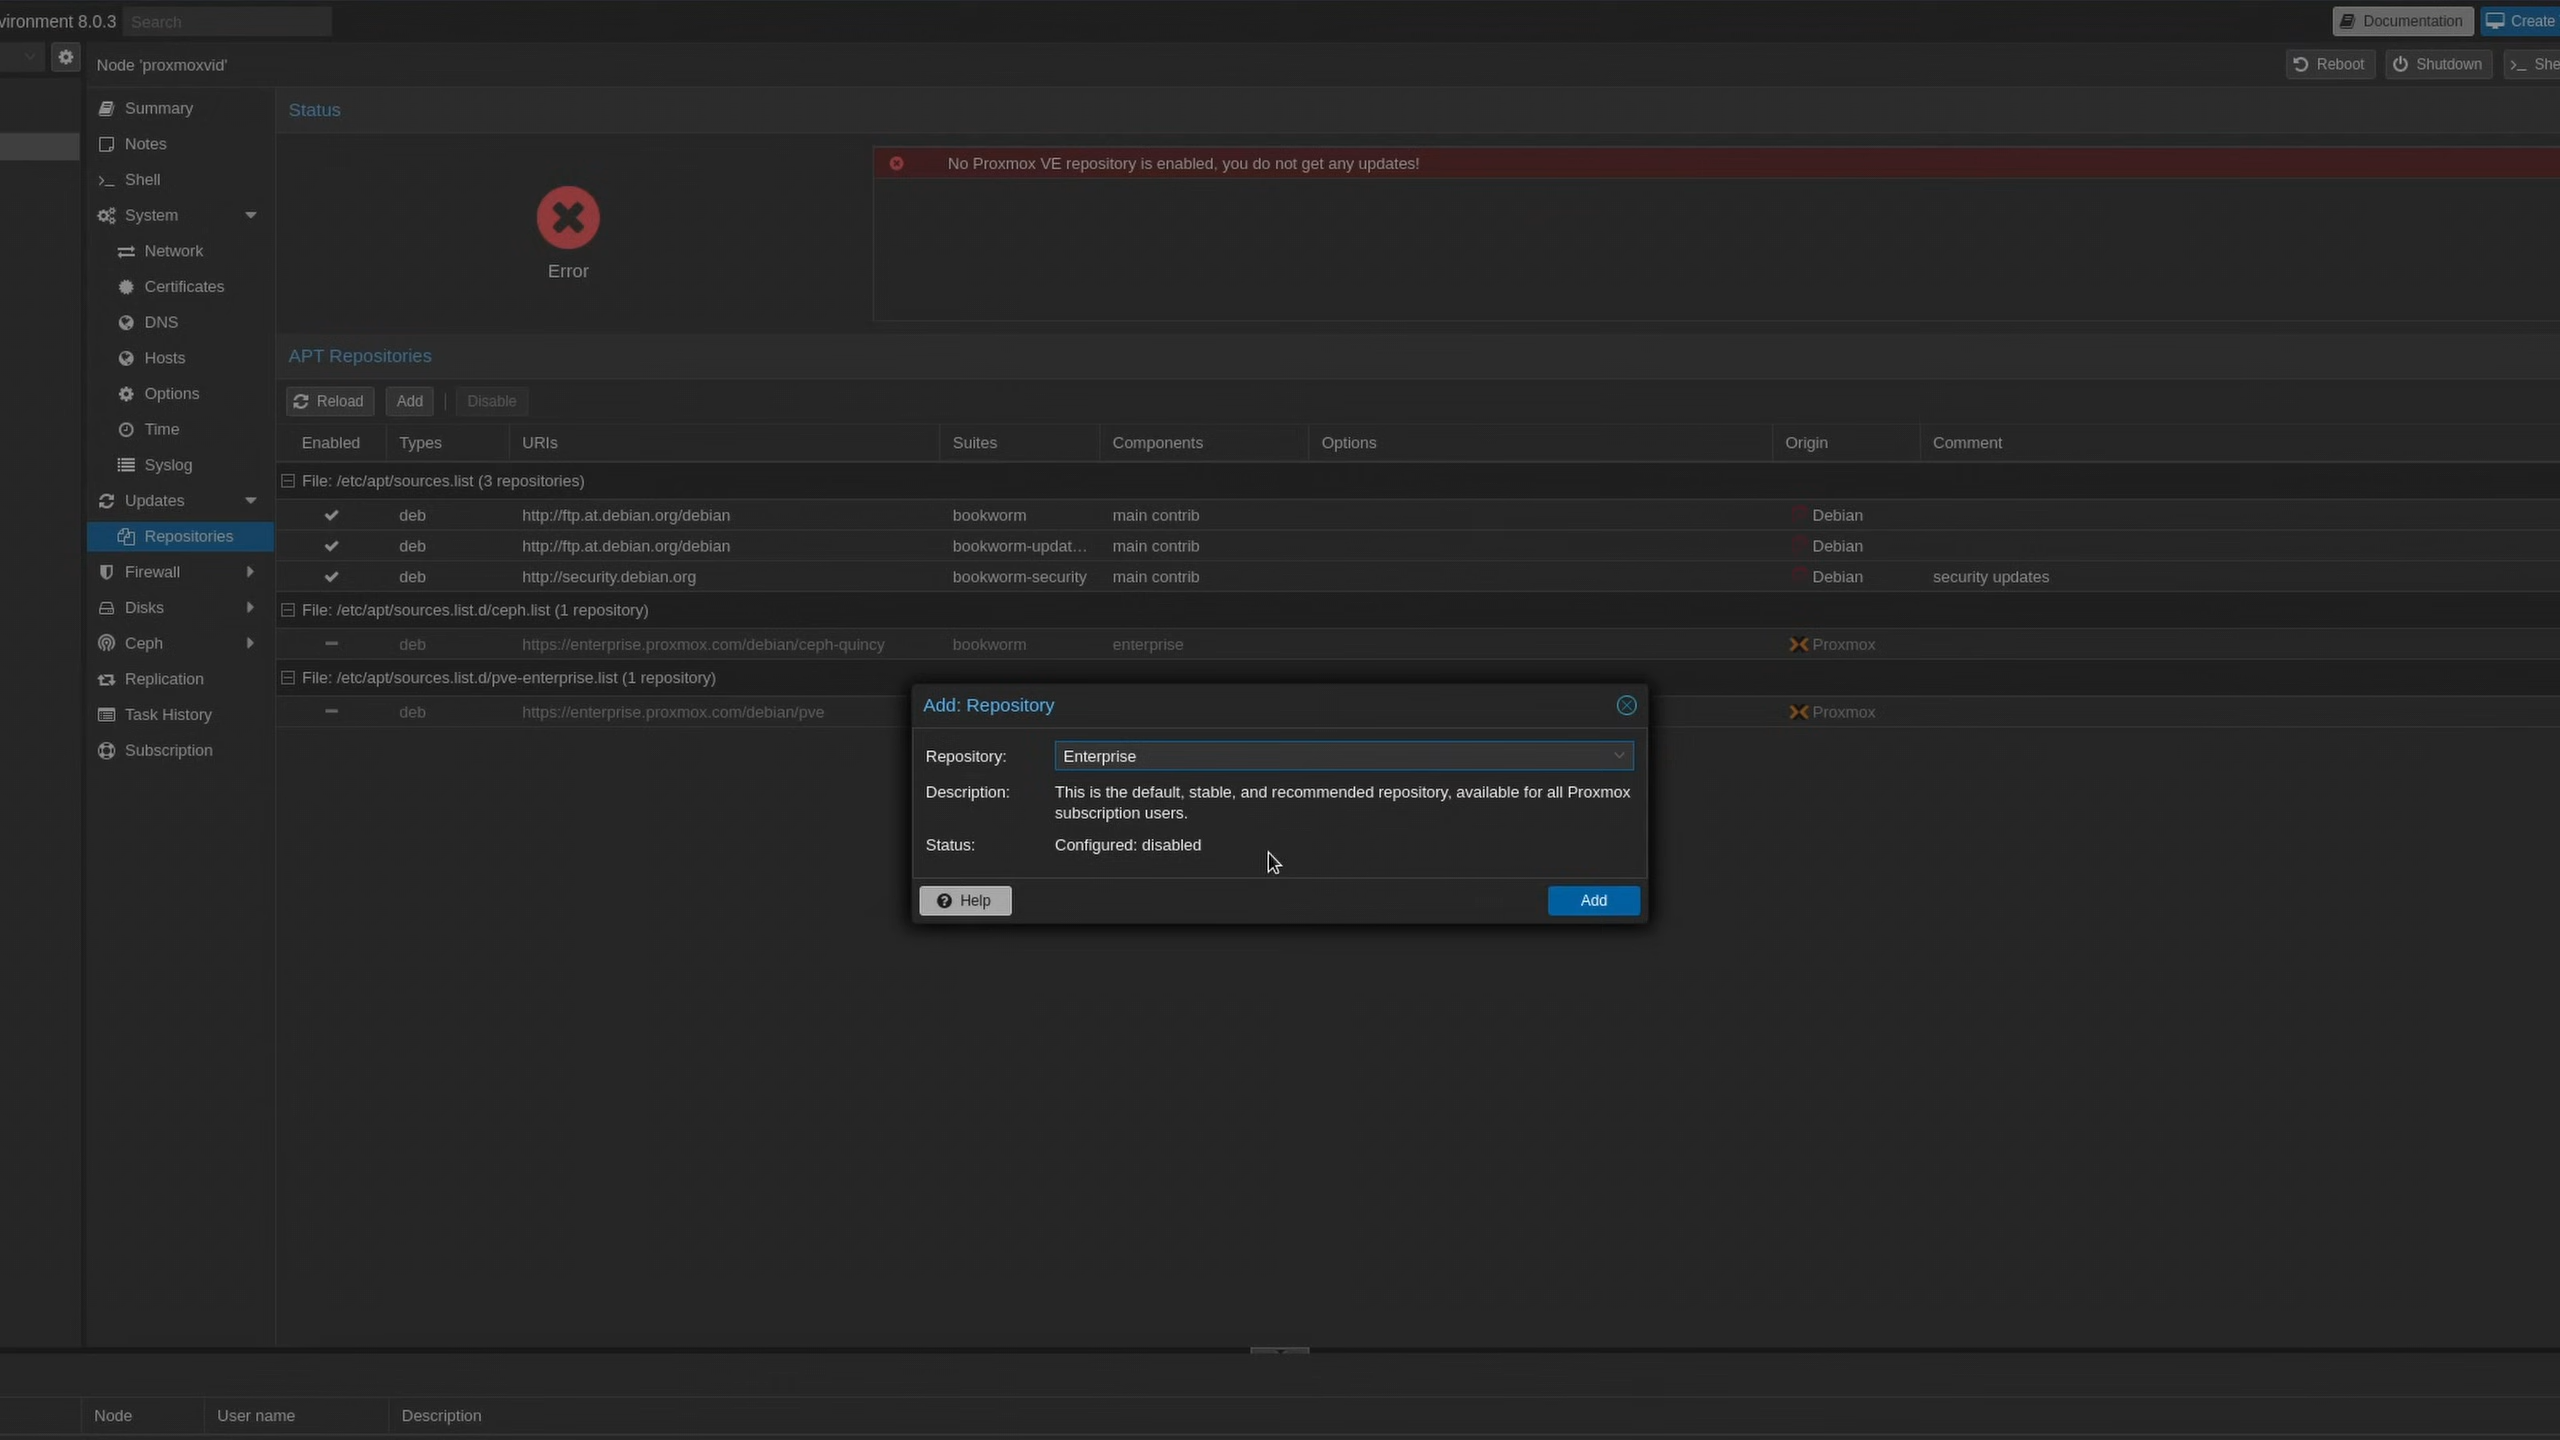 vironment 8.0.3 Search Documentation Create
Node 'proxmoxvid' Reboot Shutdown She
Summary
Notes
Shell
System
Network
Certificates
DNS
Hosts
Options
Time
Syslog
Updates
Repositories
Firewall
Disks
Ceph
Replication
Task History
Subscription
Status
No Proxmox VE repository is enabled, you do not get any updates!
Error
APT Repositories
Reload Add Disable
Enabled Types URIs Suites Components Options Origin Comment
File: /etc/apt/sources.list (3 repositories)
deb http://ftp.at.debian.org/debian bookworm main contrib Debian
deb http://ftp.at.debian.org/debian bookworm-updat... main contrib Debian
deb http://security.debian.org bookworm-security main contrib Debian security updates
File: /etc/apt/sources.list.d/ceph.list (1 repository)
deb https://enterprise.proxmox.com/debian/ceph-quincy bookworm enterprise Proxmox
File: /etc/apt/sources.list.d/pve-enterprise.list (1 repository)
deb https://enterprise.proxmox.com/debian/pve Proxmox
Add: Repository
Repository: Enterprise
Description: This is the default, stable, and recommended repository, available for all Proxmox
subscription users.
Status: Configured: disabled
Help Add
Node User name Description